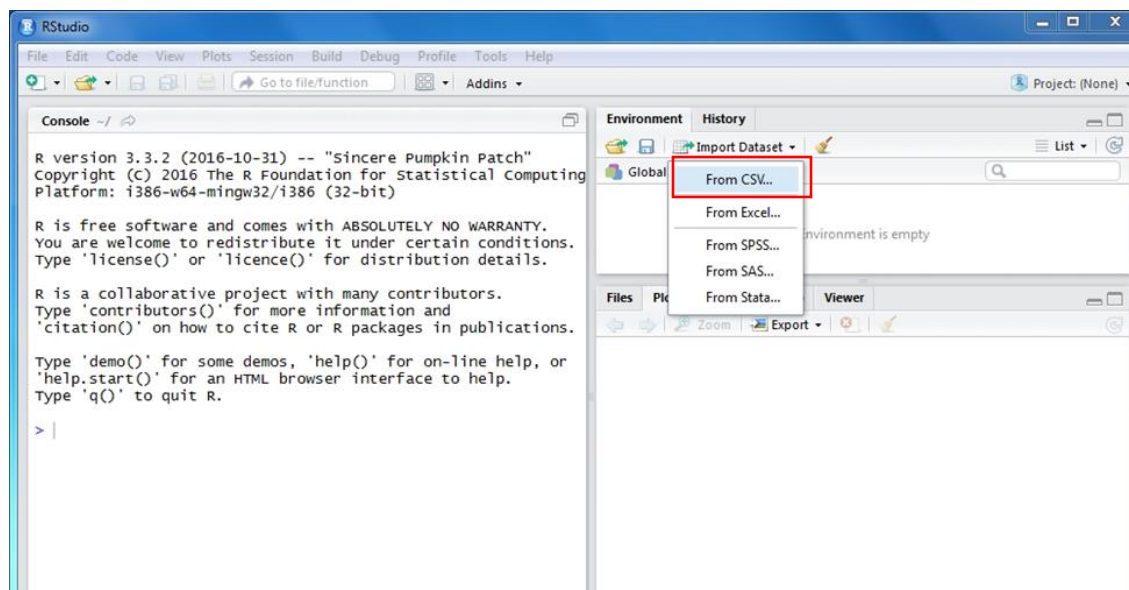 RStudio
File Edit Code View Plots Session Build Debug Profile Tools Help
Go to file/function Addins Project: (None)
Console ~/
R version 3.3.2 (2016-10-31) -- "Sincere Pumpkin Patch"
Copyright (C) 2016 The R Foundation for Statistical Computing
Platform: i386-w64-mingw32/i386 (32-bit)
R is free software and comes with ABSOLUTELY NO WARRANTY.
You are welcome to redistribute it under certain conditions.
Type 'license()' or 'licence()' for distribution details.
R is a collaborative project with many contributors.
Type 'contributors()' for more information and
'citation()' on how to cite R or R packages in publications.
Type 'demo()' for some demos, 'help()' for on-line help, or
'help.start()' for an HTML browser interface to help.
Type 'q()' to quit R.
>
Environment History
Import Dataset List
Global
From CSV...
From Excel...
From SPSS...
From SAS...
From Stata...
nvironment is empty
Files Plo Viewer
Zoom Export